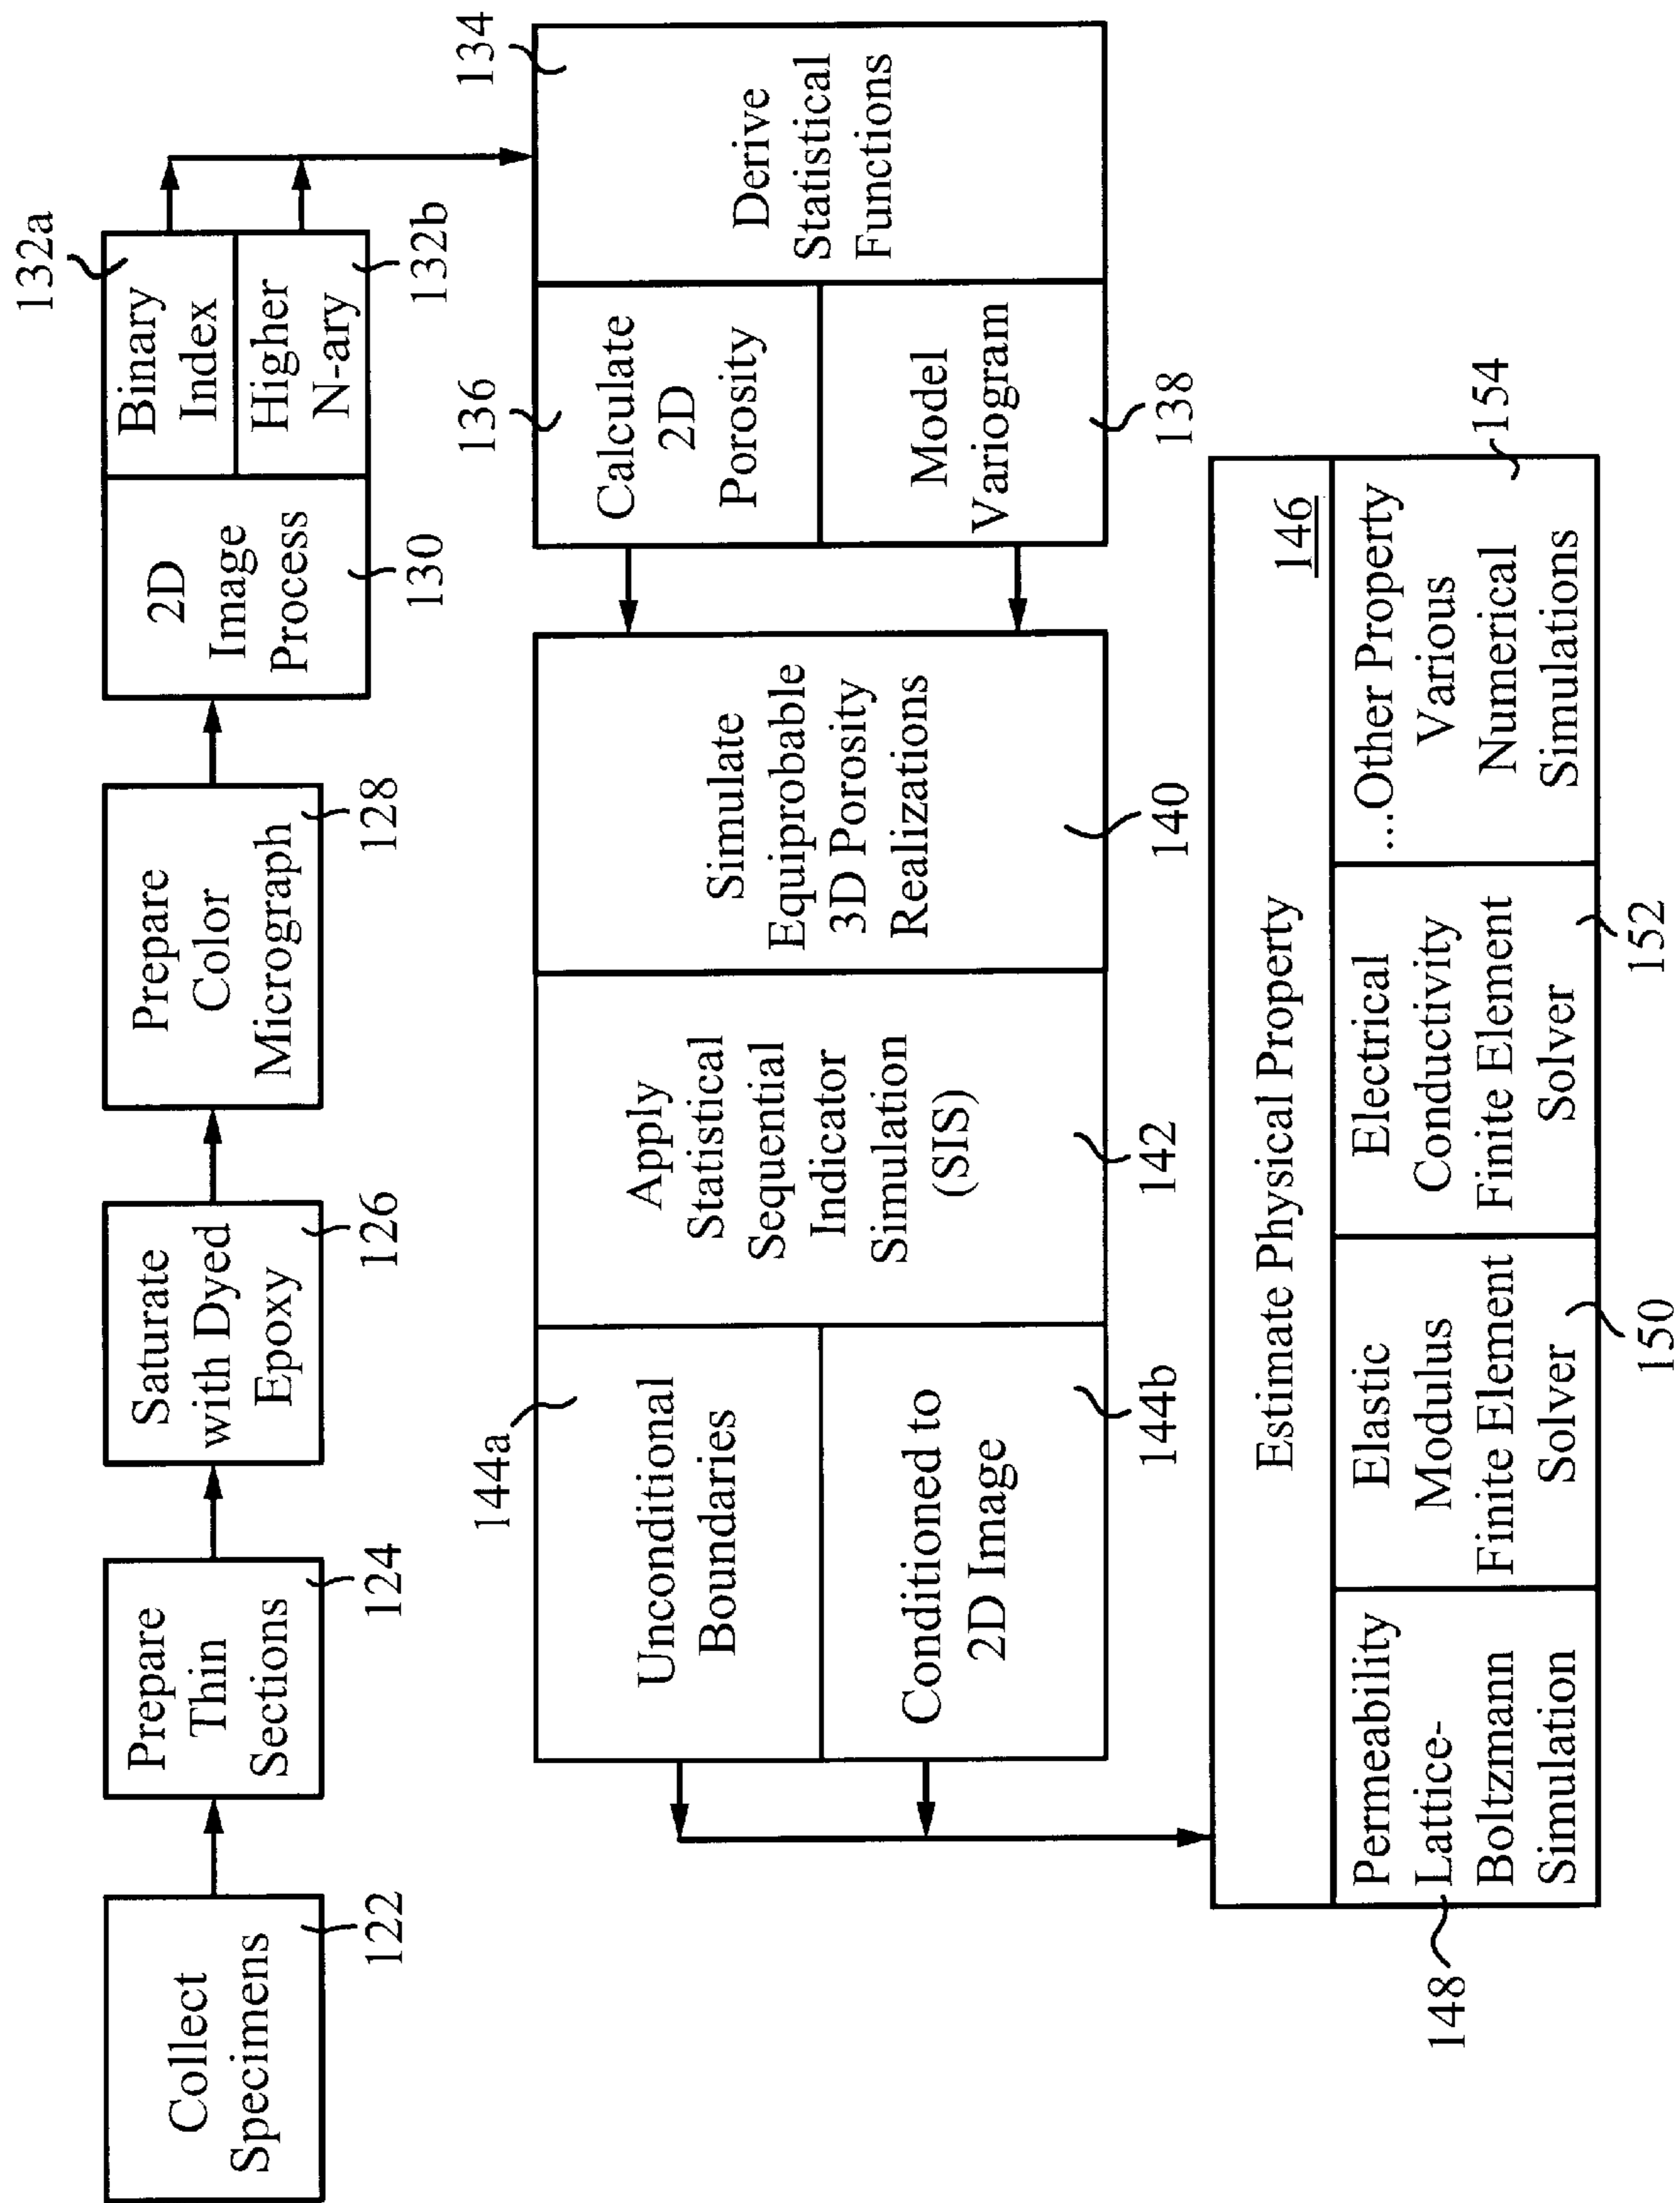 Collect
Specimens
122
Prepare
Thin
Sections
124
Saturate
with Dyed
Epoxy
126
Prepare
Color
Micrograph
128
2D
Image
Process
130
Binary
Index
132a
Higher
N-ary
132b
Derive
Statistical
Functions
134
Calculate
2D
Porosity
136
Model
Variogram
138
Simulate
Equiprobable
3D Porosity
Realizations
140
Apply
Statistical
Sequential
Indicator
Simulation
(SIS)
142
Unconditional
Boundaries
144a
Conditioned to
2D Image
144b
Estimate Physical Property
146
Permeability
Lattice-
Boltzmann
Simulation
148
Elastic
Modulus
Finite Element
Solver
150
Electrical
Conductivity
Finite Element
Solver
152
...Other Property
Various
Numerical
Simulations
154